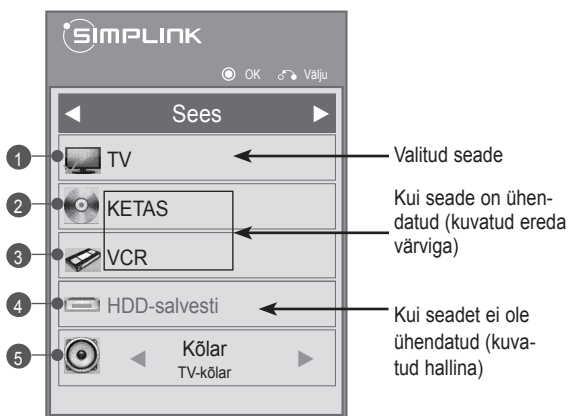 SIMPLINK
OK Välju
Sees
1 TV
Valitud seade
2 KETAS
Kui seade on ühen-
datud (kuvatud ereda
värviga)
3 VCR
4 HDD-salvesti
Kui seadet ei ole
ühendatud (kuva-
tud hallina)
5 Kõlar
TV-kõlar